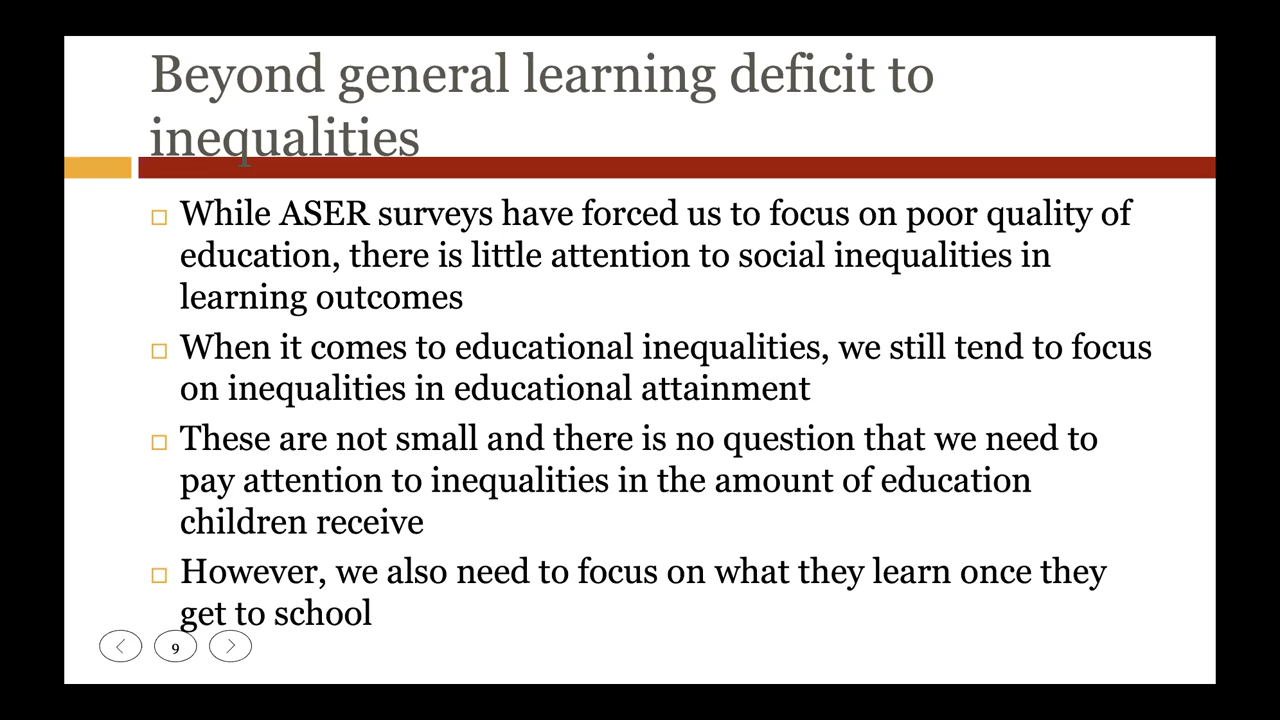 Beyond general learning deficit to
inequalities
While ASER surveys have forced us to focus on poor quality of
education, there is little attention to social inequalities in
learning outcomes
When it comes to educational inequalities, we still tend to focus
on inequalities in educational attainment
These are not small and there is no question that we need to
pay attention to inequalities in the amount of education
children receive
However, we also need to focus on what they learn once they
get to school
9